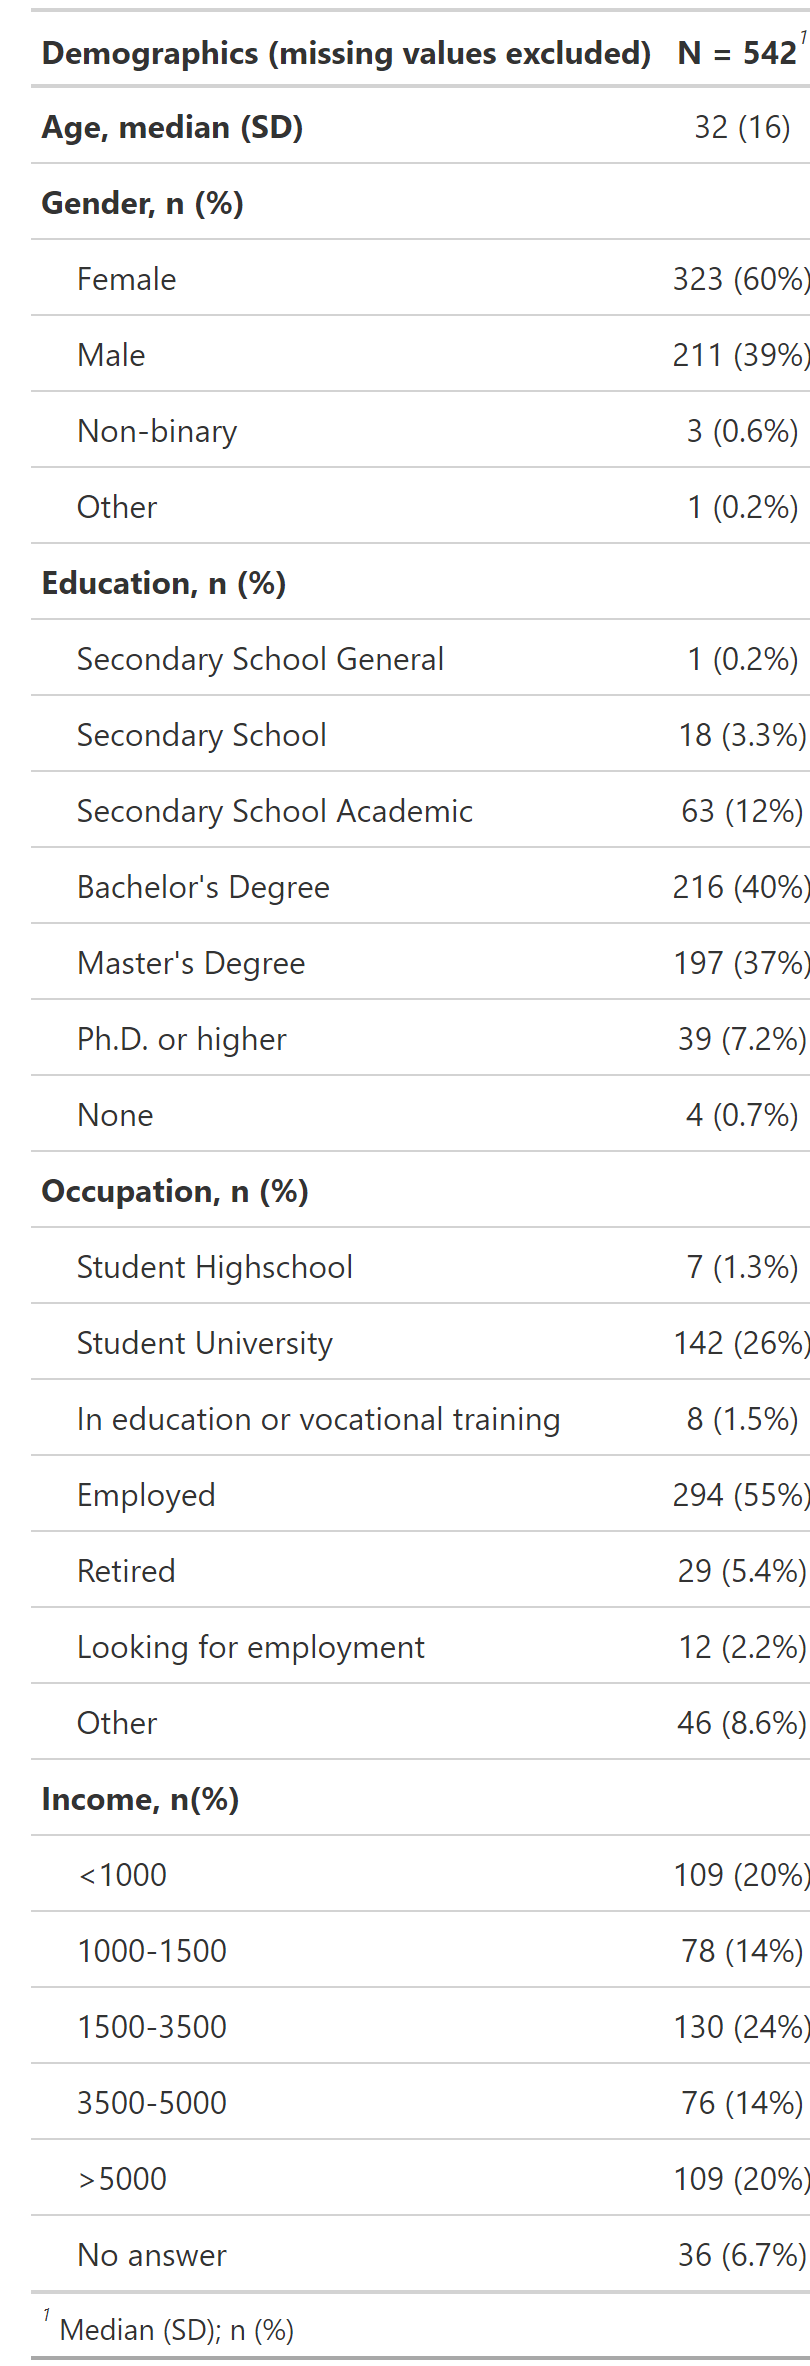 Demographics (missing values excluded) N = 542¹
Age, median (SD) 32 (16)
Gender, n (%)
Female 323 (60%)
Male 211 (39%)
Non-binary 3 (0.6%)
Other 1 (0.2%)
Education, n (%)
Secondary School General 1 (0.2%)
Secondary School 18 (3.3%)
Secondary School Academic 63 (12%)
Bachelor's Degree 216 (40%)
Master's Degree 197 (37%)
Ph.D. or higher 39 (7.2%)
None 4 (0.7%)
Occupation, n (%)
Student Highschool 7 (1.3%)
Student University 142 (26%)
In education or vocational training 8 (1.5%)
Employed 294 (55%)
Retired 29 (5.4%)
Looking for employment 12 (2.2%)
Other 46 (8.6%)
Income, n(%)
<1000 109 (20%)
1000-1500 78 (14%)
1500-3500 130 (24%)
3500-5000 76 (14%)
>5000 109 (20%)
No answer 36 (6.7%)
¹ Median (SD); n (%)